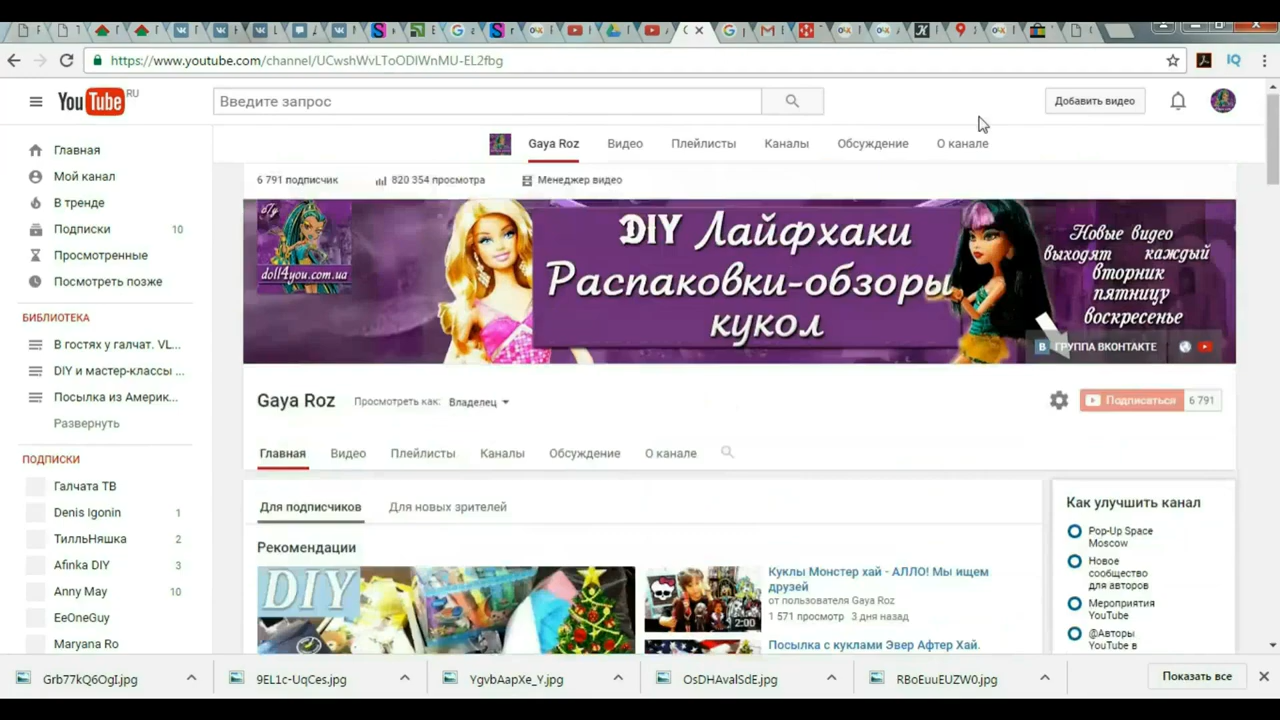 https://www.youtube.com/channel/UCwshWvLToODIWnMU-EL2fbg
YouTube RU
Введите запрос
Добавить видео
Gaya Roz
Видео
Плейлисты
Каналы
Обсуждение
О канале
Главная
Мой канал
В тренде
Подписки 10
Просмотренные
Посмотреть позже
БИБЛИОТЕКА
В гостях у галчат. VL...
DIY и мастер-классы ...
Посылка из Америк...
Развернуть
ПОДПИСКИ
Галчата ТВ
Denis Igonin 1
ТилльНяшка 2
Afinka DIY 3
Anny May 10
EeOneGuy
Maryana Ro
6 791 подписчик
820 354 просмотра
Менеджер видео
doll4you.com.ua
DIY Лайфхаки
Распаковки-обзоры
кукол
Новые видео
выходят каждый
вторник
пятницу
воскресенье
В ГРУППА ВКОНТАКТЕ
Gaya Roz
Просмотреть как: Владелец
Подписаться 6 791
Главная
Видео
Плейлисты
Каналы
Обсуждение
О канале
Для подписчиков
Для новых зрителей
Рекомендации
DIY
2:00
Куклы Монстер хай - АЛЛО! Мы ищем
друзей
от пользователя Gaya Roz
1 571 просмотр 3 дня назад
Посылка с куклами Эвер Афтер Хай.
Как улучшить канал
Pop-Up Space
Moscow
Новое
сообщество
для авторов
Мероприятия
YouTube
@Авторы
YouTube в
Grb77kQ6OgI.jpg
9EL1c-UqCes.jpg
YgvbAapXe_Y.jpg
OsDHAvalSdE.jpg
RBoEuuEUZW0.jpg
Показать все